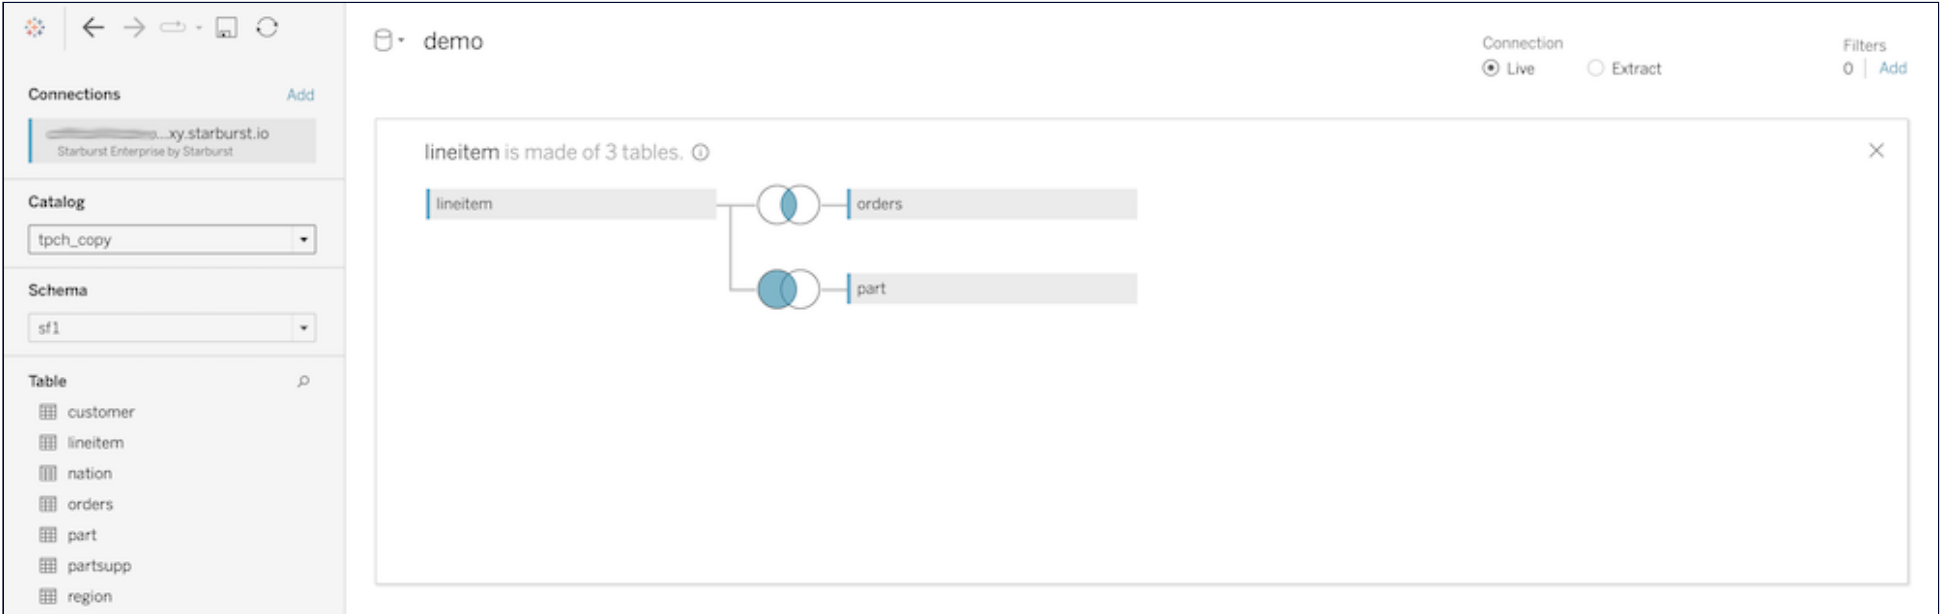 demo
Connection
Live
Extract
Filters
0 | Add
Connections
Add
...xy.starburst.io
Starburst Enterprise by Starburst
Catalog
tpch_copy
Schema
sf1
Table
customer
lineitem
nation
orders
part
partsupp
region
lineitem is made of 3 tables.
lineitem
orders
part